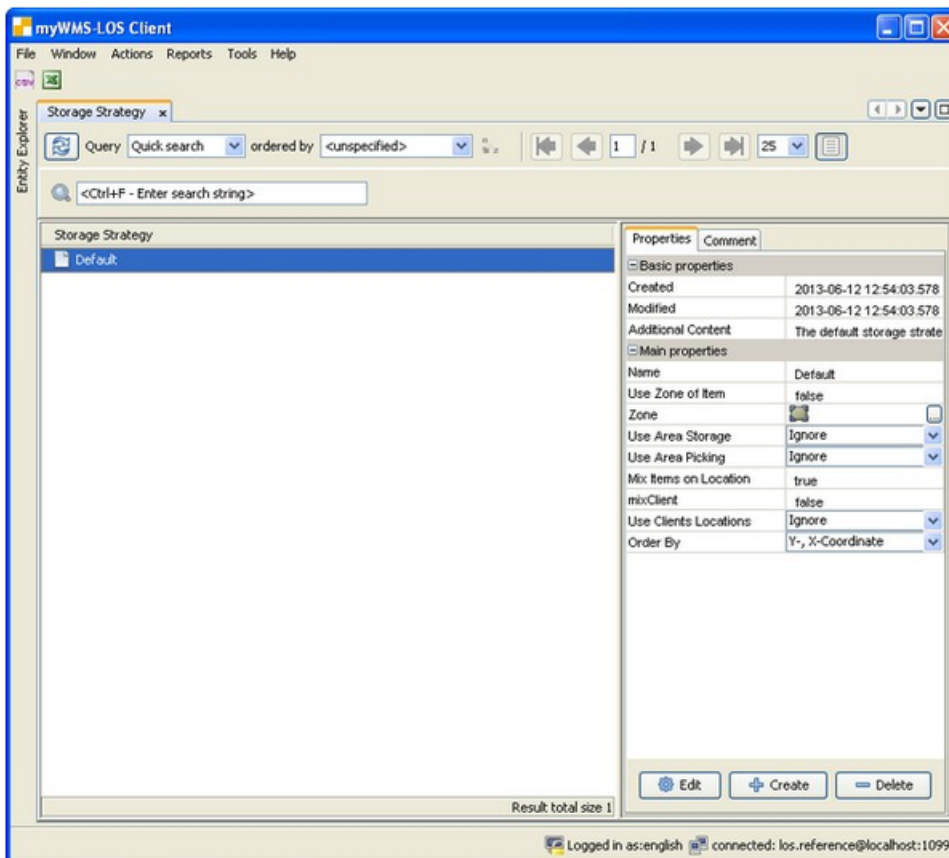 myWMS-LOS Client
File Window Actions Reports Tools Help
CSV
Entity Explorer
Storage Strategy x
Query Quick search ordered by <unspecified> 1 / 1 25
<Ctrl+F - Enter search string>
Storage Strategy
Default
Result total size 1
Properties Comment
Basic properties
Created 2013-06-12 12:54:03.578
Modified 2013-06-12 12:54:03.578
Additional Content The default storage strate
Main properties
Name Default
Use Zone of Item false
Zone
Use Area Storage Ignore
Use Area Picking Ignore
Mix Items on Location true
mixClient false
Use Clients Locations Ignore
Order By Y-, X-Coordinate
Edit Create Delete
Logged in as:english connected: los.reference@localhost:1099